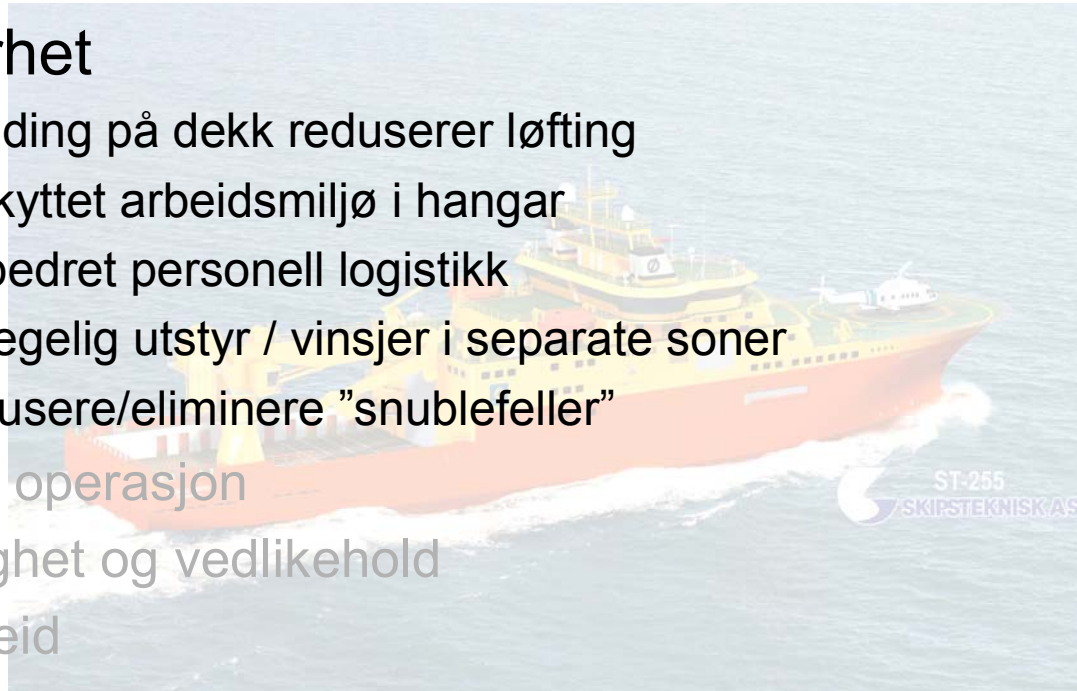 rhet
ding på dekk reduserer løfting
kyttet arbeidsmiljø i hangar
bedret personell logistikk
egelig utstyr / vinsjer i separate soner
usere/eliminere ”snublefeller”
operasjon
ghet og vedlikehold
eid
ST-255
SKIPSTEKNISK AS